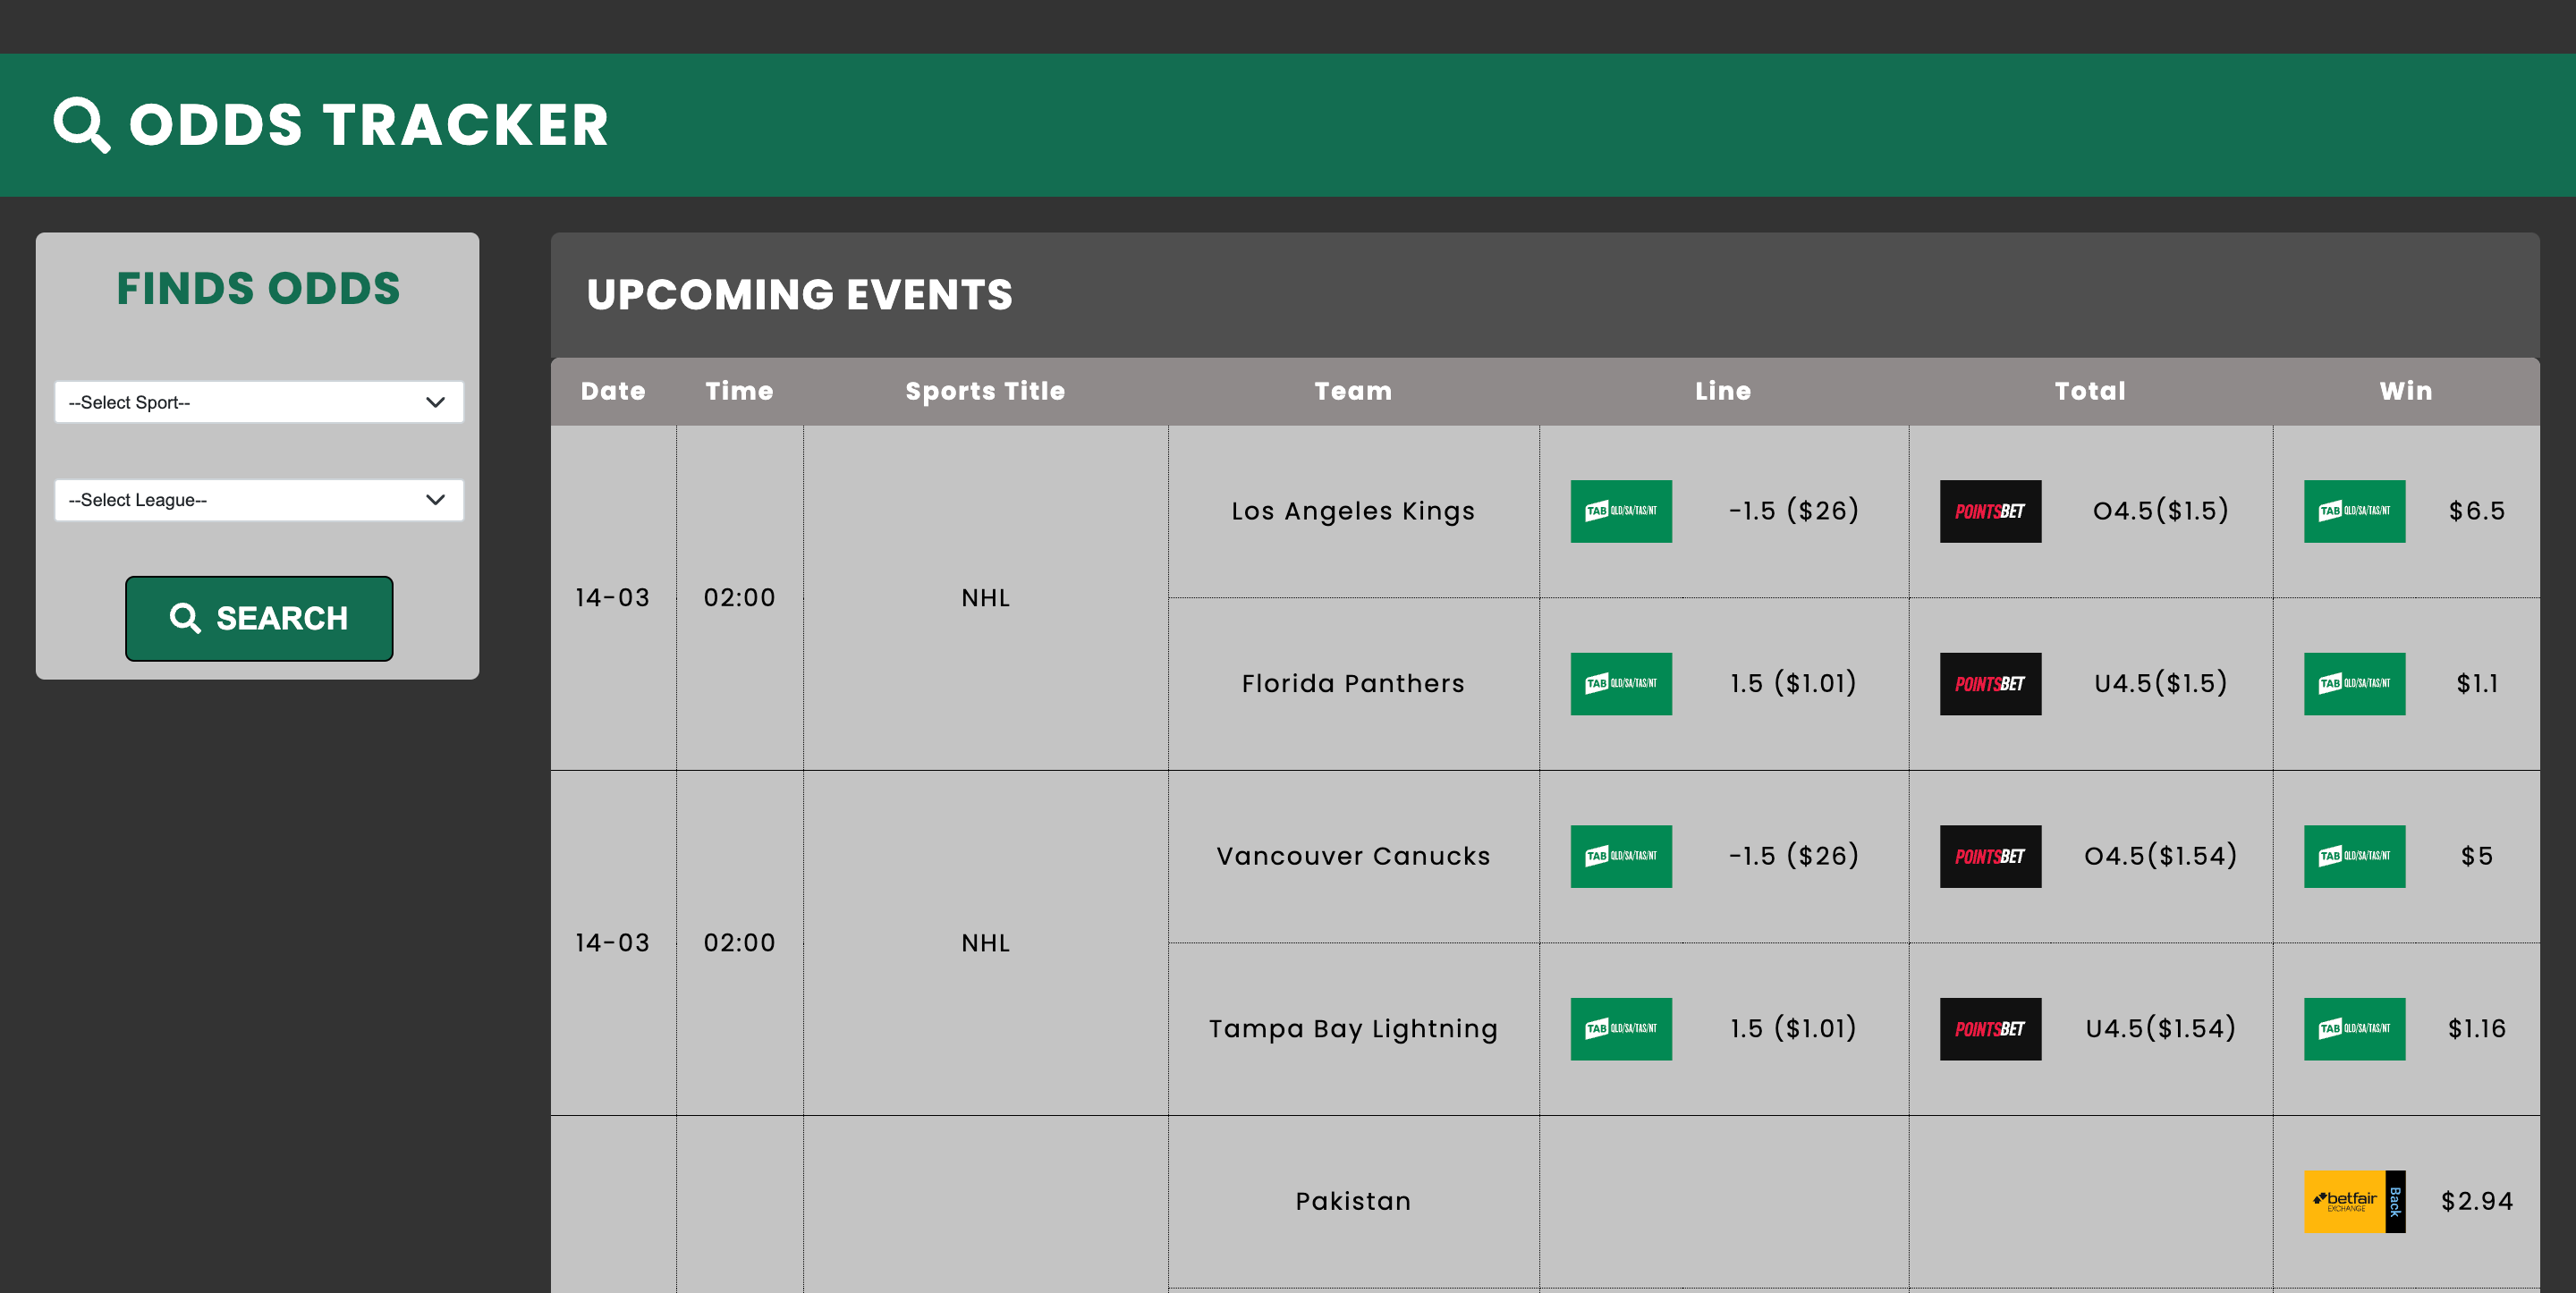 ODDS TRACKER
FINDS ODDS
--Select Sport--
--Select League--
SEARCH
UPCOMING EVENTS
Date Time Sports Title Team Line Total Win
14-03 02:00 NHL
Los Angeles Kings TAB QLD/SA/TAS/NT -1.5 ($26) POINTSBET O4.5($1.5) TAB QLD/SA/TAS/NT $6.5
Florida Panthers TAB QLD/SA/TAS/NT 1.5 ($1.01) POINTSBET U4.5($1.5) TAB QLD/SA/TAS/NT $1.1
14-03 02:00 NHL
Vancouver Canucks TAB QLD/SA/TAS/NT -1.5 ($26) POINTSBET O4.5($1.54) TAB QLD/SA/TAS/NT $5
Tampa Bay Lightning TAB QLD/SA/TAS/NT 1.5 ($1.01) POINTSBET U4.5($1.54) TAB QLD/SA/TAS/NT $1.16
Pakistan betfair EXCHANGE Back $2.94